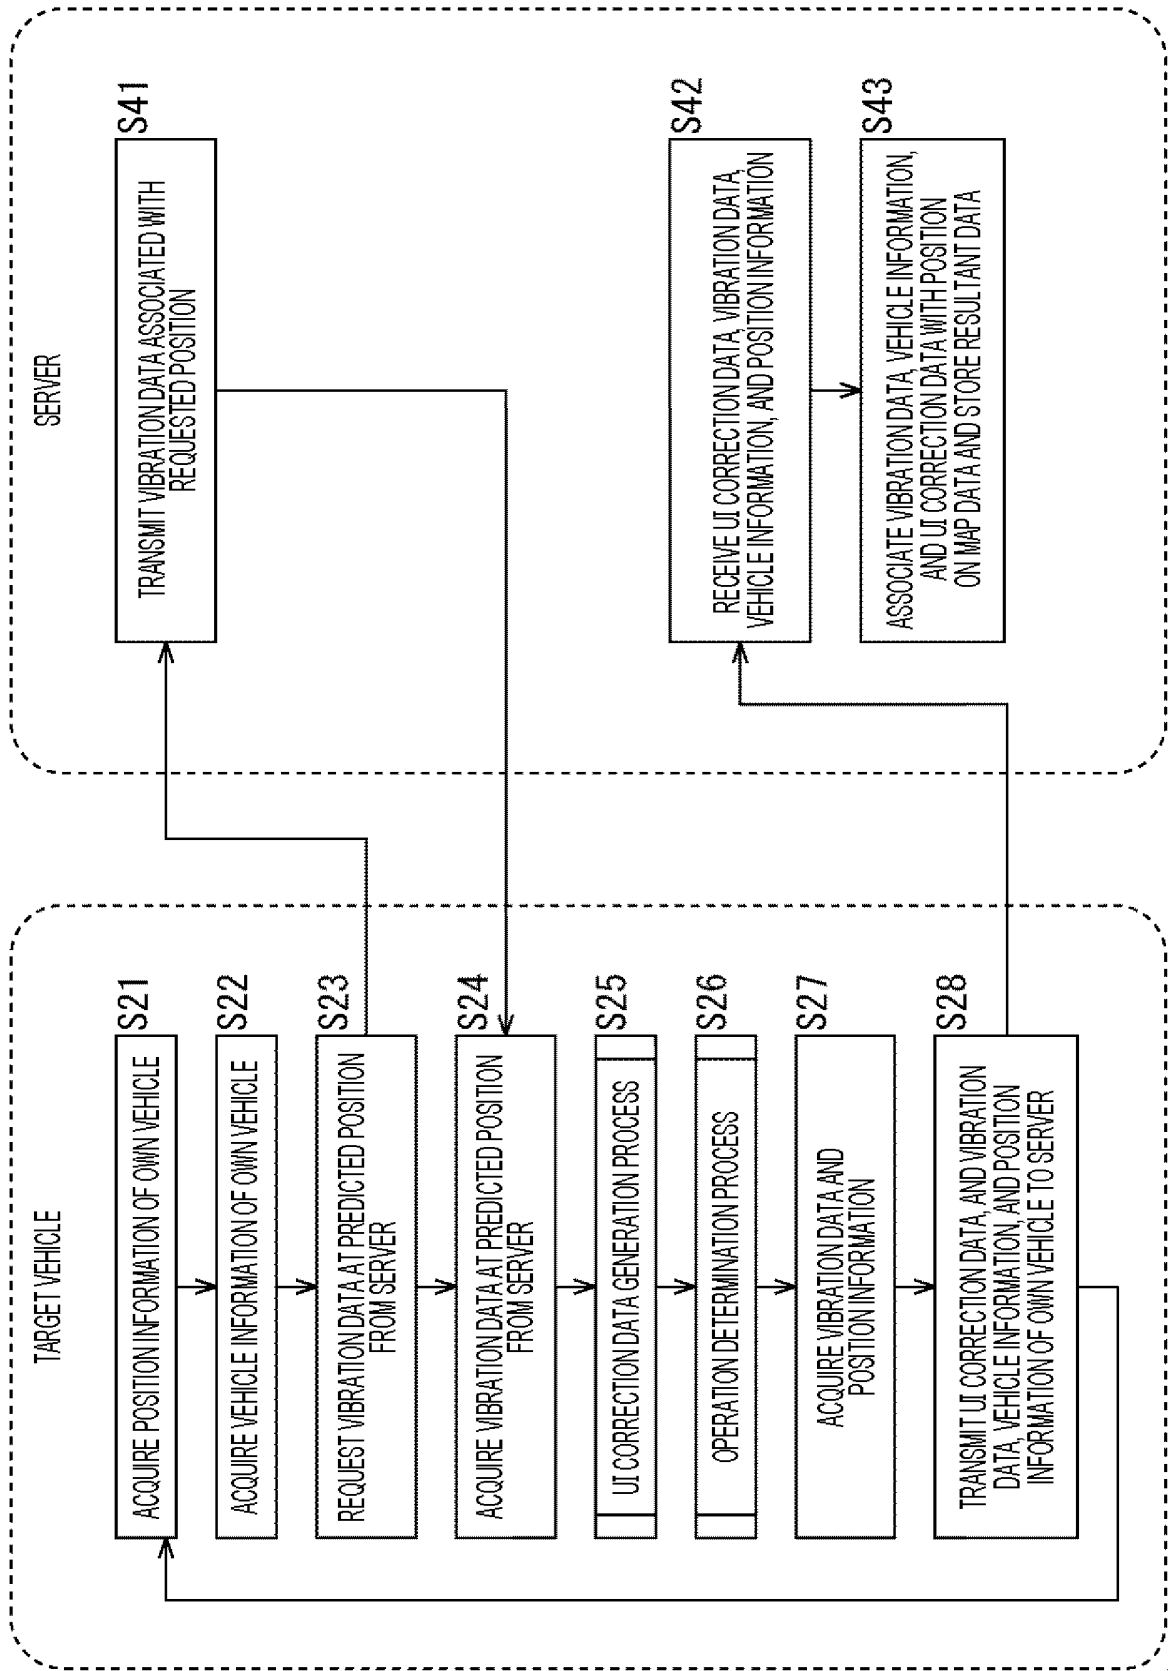 TARGET VEHICLE
S21
ACQUIRE POSITION INFORMATION OF OWN VEHICLE
S22
ACQUIRE VEHICLE INFORMATION OF OWN VEHICLE
S23
REQUEST VIBRATION DATA AT PREDICTED POSITION
FROM SERVER
S24
ACQUIRE VIBRATION DATA AT PREDICTED POSITION
FROM SERVER
S25
UI CORRECTION DATA GENERATION PROCESS
S26
OPERATION DETERMINATION PROCESS
S27
ACQUIRE VIBRATION DATA AND
POSITION INFORMATION
S28
TRANSMIT UI CORRECTION DATA, AND VIBRATION
DATA, VEHICLE INFORMATION, AND POSITION
INFORMATION OF OWN VEHICLE TO SERVER
SERVER
S41
TRANSMIT VIBRATION DATA ASSOCIATED WITH
REQUESTED POSITION
S42
RECEIVE UI CORRECTION DATA, VIBRATION DATA,
VEHICLE INFORMATION, AND POSITION INFORMATION
S43
ASSOCIATE VIBRATION DATA, VEHICLE INFORMATION,
AND UI CORRECTION DATA WITH POSITION
ON MAP DATA AND STORE RESULTANT DATA